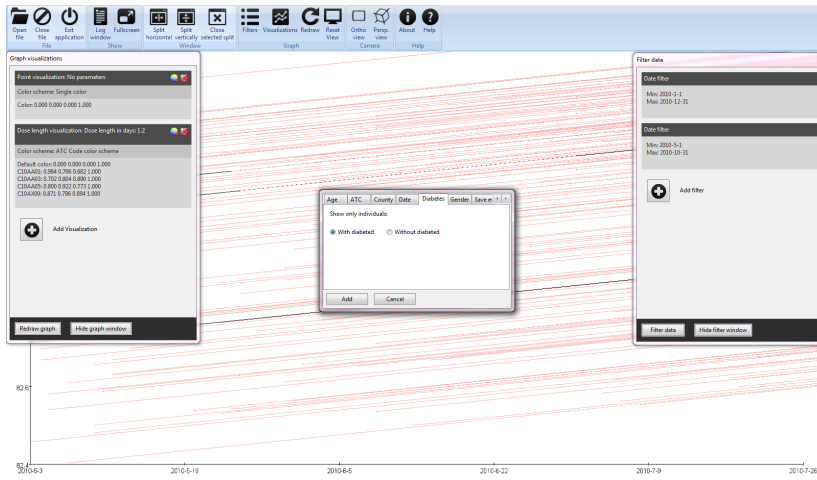 Open file
Close file
Exit application
Log window
Fullscreen
Split horizontal
Split vertically
Close selected split
Filters
Visualizations
Redraw
Reset View
Ortho view
Persp. view
About
Help
File
Show
Window
Graph
Camera
Help
Graph visualizations
Point visualization: No parameters
Color scheme: Single color
Color: 0.000 0.000 0.000 1.000
Dose length visualization: Dose length in days: 1.2
Color scheme: ATC Code color scheme
Default color: 0.000 0.000 0.000 1.000
C10AA01: 0.984 0.706 0.682 1.000
C10AA03: 0.702 0.804 0.890 1.000
C10AA05: 0.800 0.922 0.773 1.000
C10AX09: 0.871 0.796 0.894 1.000
Add Visualization
Redraw graph
Hide graph window
Age
ATC
County
Date
Diabetes
Gender
Save e
Show only individuals:
With diabeted
Without diabeted
Add
Cancel
Filter data
Date filter
Min: 2010-1-1
Max: 2010-12-31
Date filter
Min: 2010-5-1
Max: 2010-10-31
Add filter
Filter data
Hide filter window
82.6
82.4
2010-5-3
2010-5-19
2010-6-5
2010-6-22
2010-7-9
2010-7-26